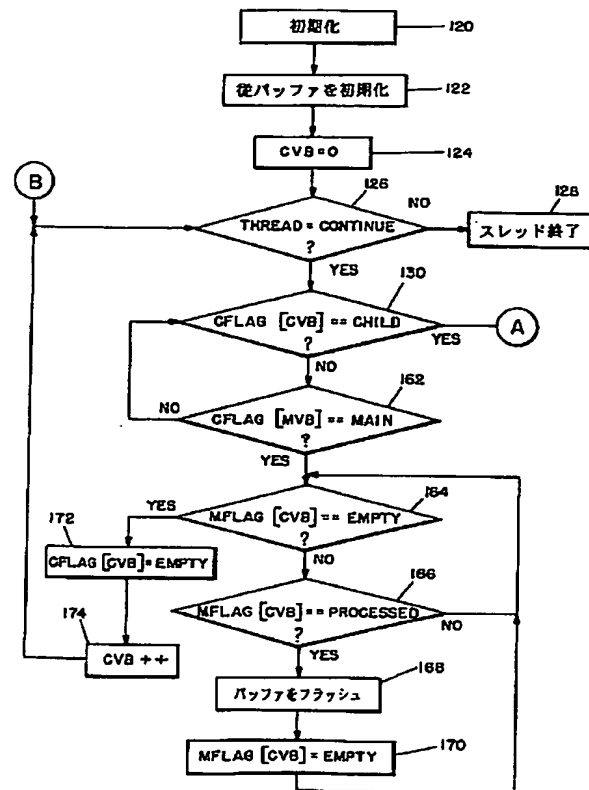 初期化
120
従バッファを初期化
122
CVB=0
124
B
126
THREAD = CONTINUE
?
NO
128
スレッド終了
YES
130
CFLAG [CVB] == CHILD
?
YES
A
NO
162
CFLAG [MVB] == MAIN
?
NO
YES
164
MFLAG [CVB] == EMPTY
?
YES
172
CFLAG [CVB] = EMPTY
NO
166
MFLAG [CVB] == PROCESSED
?
NO
174
CVB ++
YES
168
バッファをフラッシュ
MFLAG [CVB] = EMPTY
170